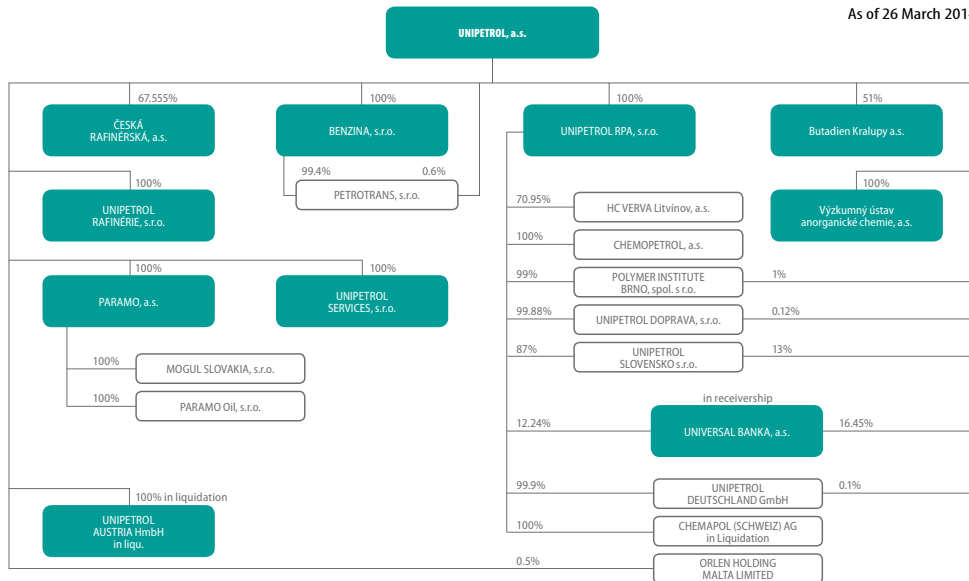 As of 26 March 201
UNIPETROL, a.s.
67.555%
100%
100%
51%
ČESKÁ
RAFINÉRSKÁ, a.s.
BENZINA, s.r.o.
UNIPETROL RPA, s.r.o.
Butadien Kralupy a.s.
99.4%
0.6%
PETROTRANS, s.r.o.
100%
UNIPETROL
RAFINÉRIE, s.r.o.
100%
Výzkumný ústav
anorganické chemie, a.s.
70.95%
HC VERVA Litvínov, a.s.
100%
CHEMOPETROL, a.s.
99%
POLYMER INSTITUTE
BRNO, spol. s r.o.
1%
100%
PARAMO, a.s.
100%
UNIPETROL
SERVICES, s.r.o.
99.88%
UNIPETROL DOPRAVA, s.r.o.
0.12%
87%
UNIPETROL
SLOVENSKO s.r.o.
13%
100%
MOGUL SLOVAKIA, s.r.o.
100%
PARAMO Oil, s.r.o.
in receivership
12.24%
UNIVERSAL BANKA, a.s.
16.45%
99.9%
UNIPETROL
DEUTSCHLAND GmbH
0.1%
100% in liquidation
UNIPETROL
AUSTRIA HmbH
in liqu.
100%
CHEMAPOL (SCHWEIZ) AG
in Liquidation
0.5%
ORLEN HOLDING
MALTA LIMITED